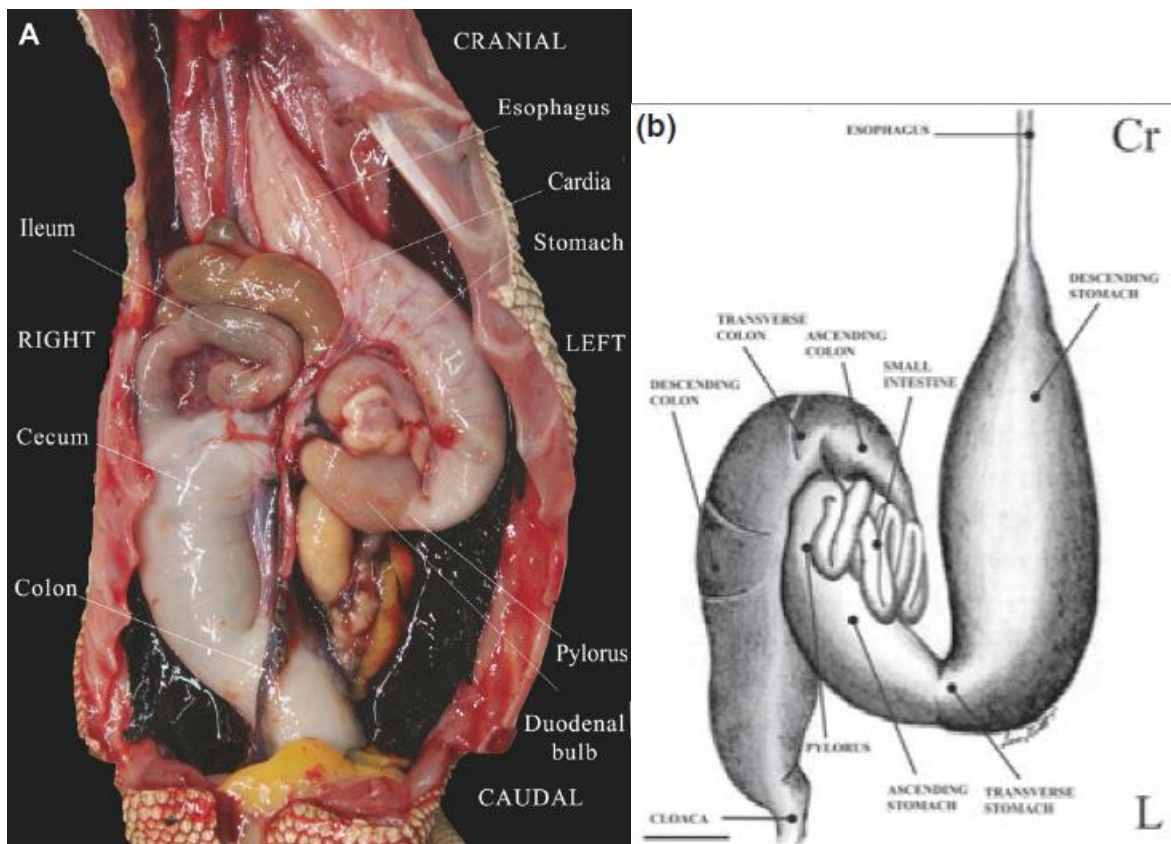 A
CRANIAL
Esophagus
Cardia
Ileum
Stomach
RIGHT
LEFT
Cecum
Colon
Pylorus
Duodenal
bulb
CAUDAL
(b)
Cr
ESOPHAGUS
DESCENDING
STOMACH
TRANSVERSE
COLON
ASCENDING
COLON
SMALL
INTESTINE
DESCENDING
COLON
PYLORUS
ASCENDING
STOMACH
TRANSVERSE
STOMACH
CLOACA
L